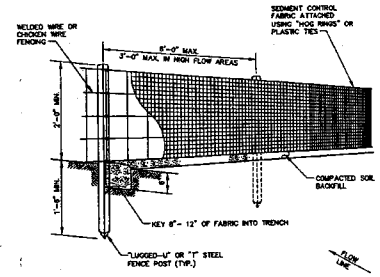 SEDIMENT CONTROL
FABRIC ATTACHED
USING "HOG RINGS" OR
PLASTIC TIES
WELDED WIRE OR
CHICKEN WIRE
FENCING
8'-0" MAX.
3'-0" MAX. IN HIGH FLOW AREAS
2'-0" MIN.
1'-6" MIN.
6"
COMPACTED SOIL
BACKFILL
KEY 8"- 12" OF FABRIC INTO TRENCH
"LUGGED-U" OR "T" STEEL
FENCE POST (TYP.)
FLOW
LINE